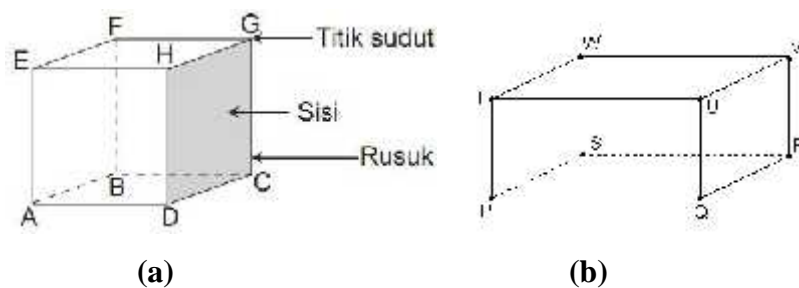 F G Titik sudut
E H
Sisi
Rusuk
B C
A D
W
U
S
Q
(a) (b)